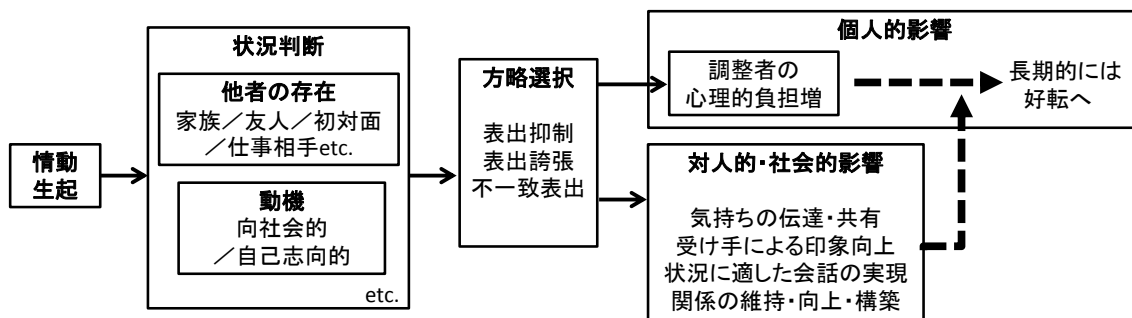 情動
生起
状況判断
他者の存在
家族／友人／初対面
／仕事相手etc.
動機
向社会的
／自己志向的
etc.
方略選択
表出抑制
表出誇張
不一致表出
個人的影響
調整者の
心理的負担増
長期的には
好転へ
対人的・社会的影響
気持ちの伝達・共有
受け手による印象向上
状況に適した会話の実現
関係の維持・向上・構築